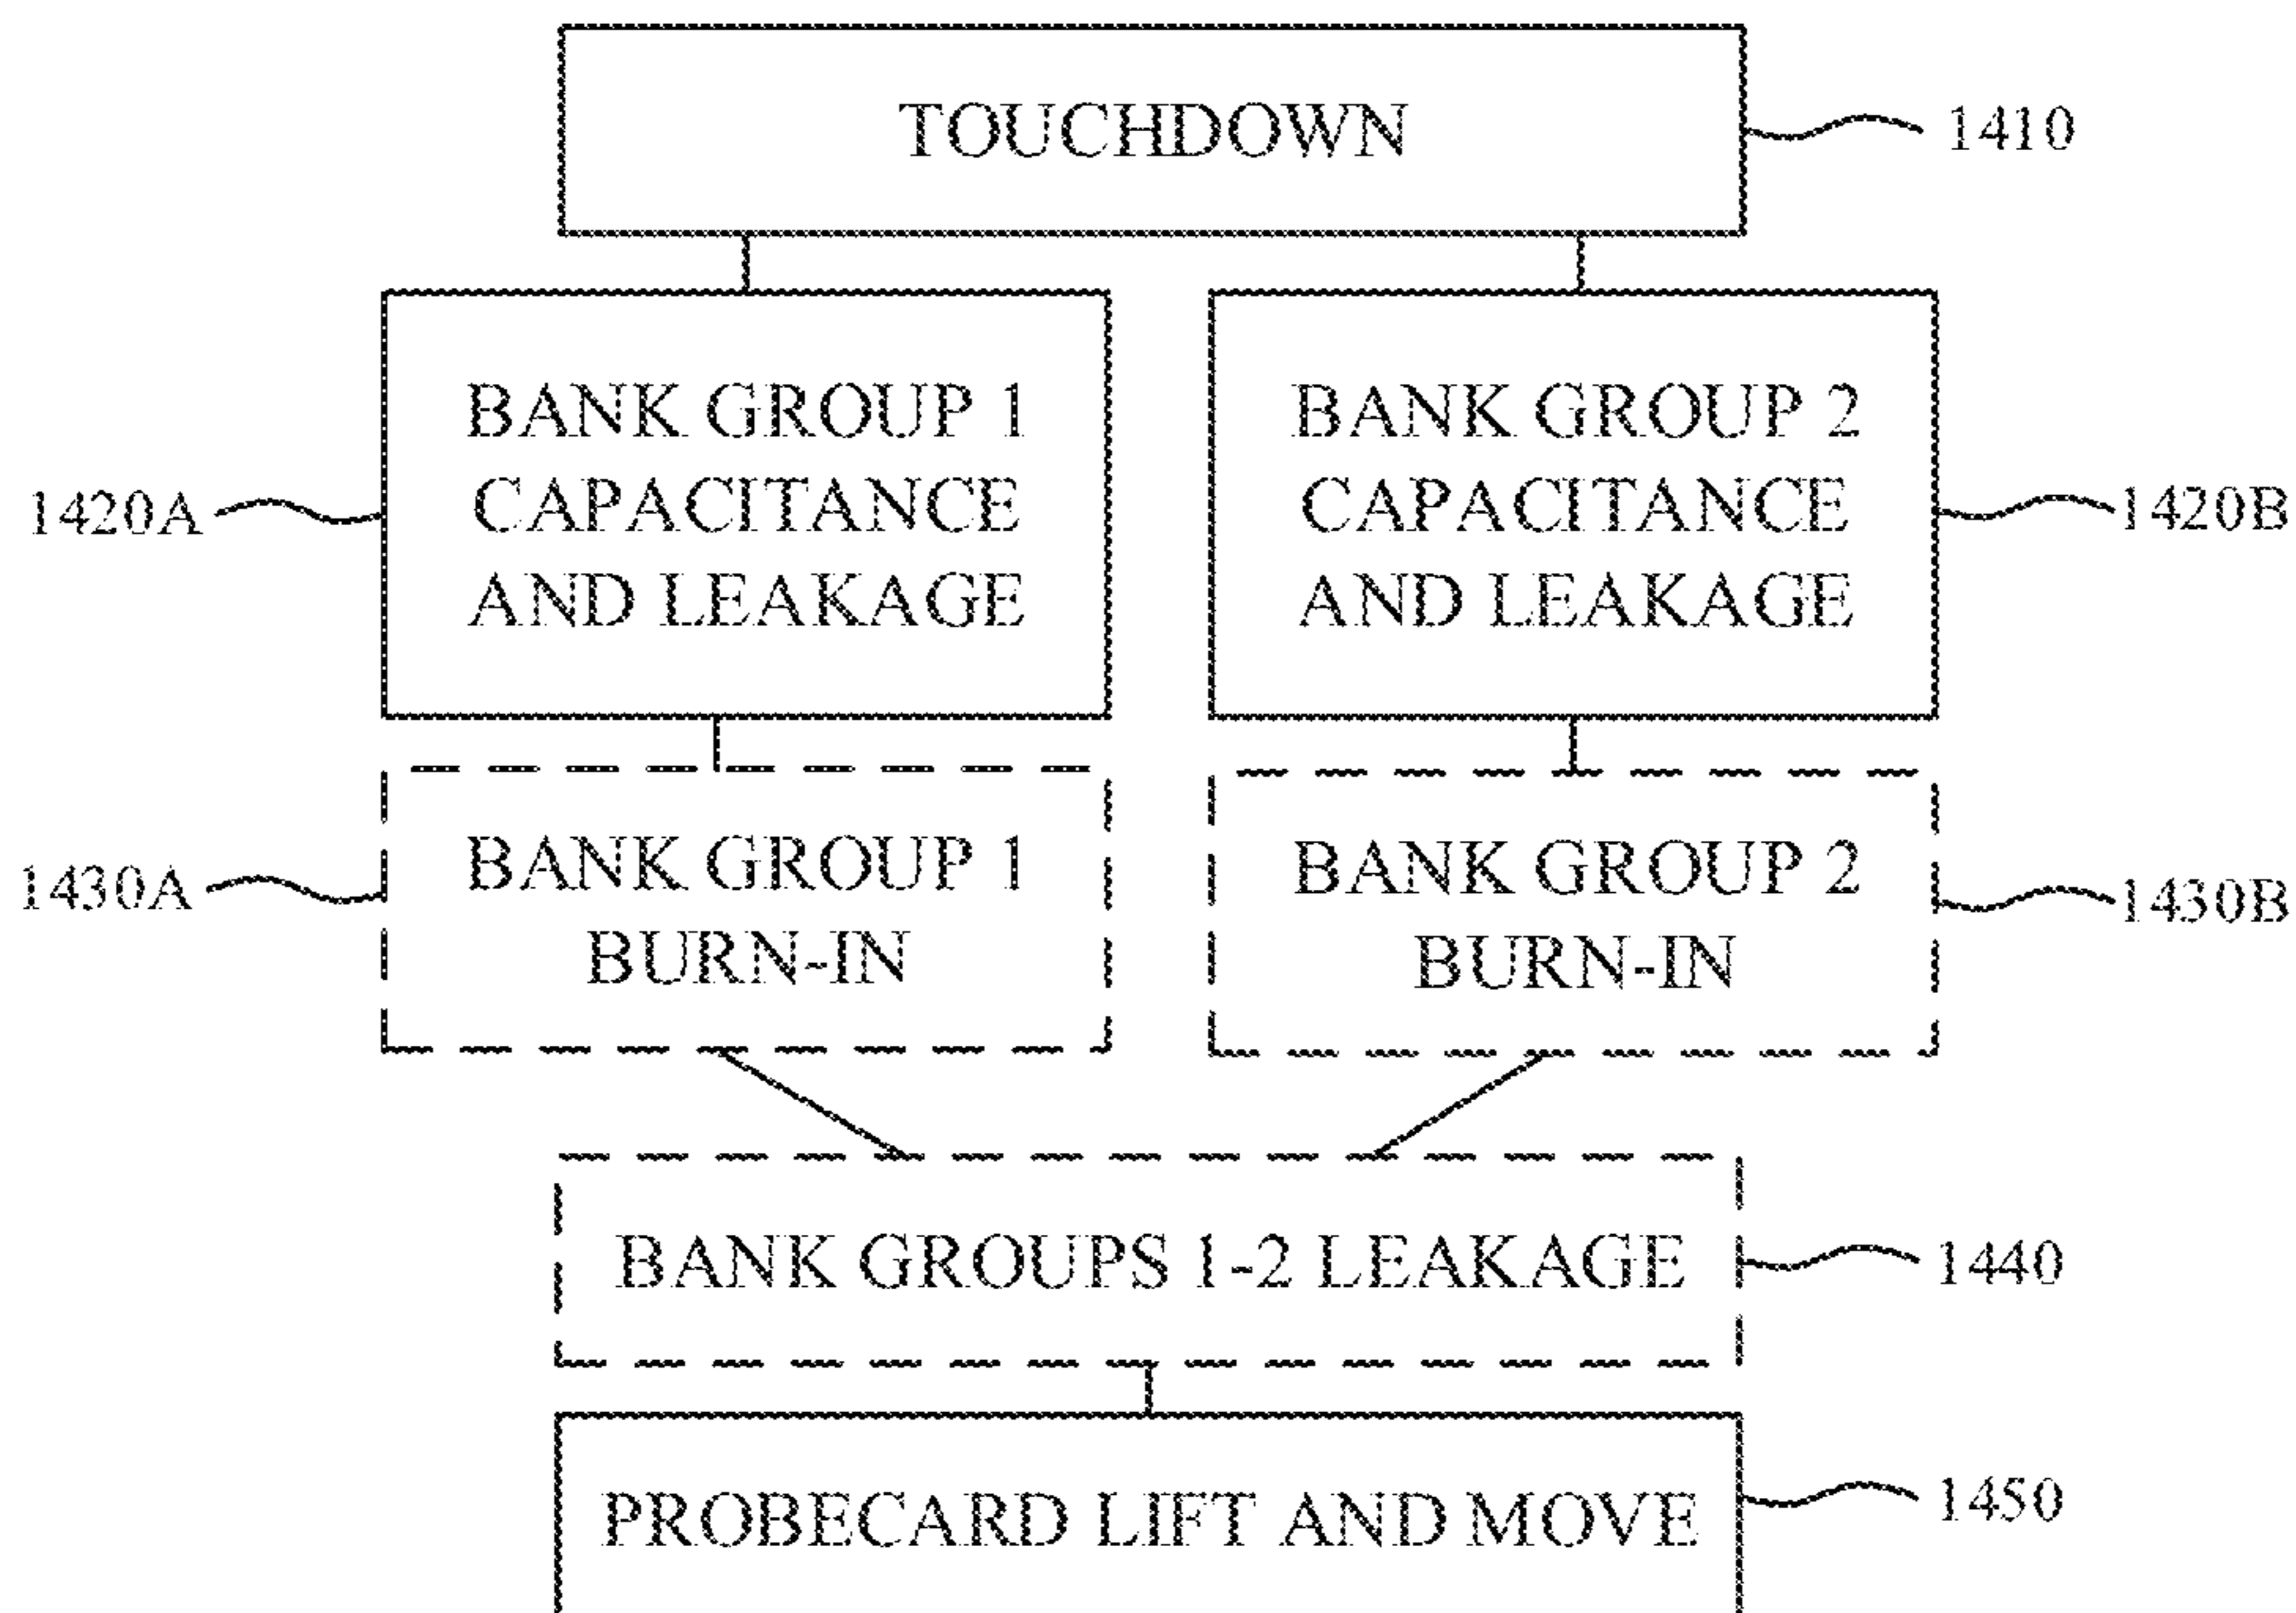 TOUCHDOWN
1410
BANK GROUP 1
CAPACITANCE
AND LEAKAGE
1420A
BANK GROUP 2
CAPACITANCE
AND LEAKAGE
1420B
BANK GROUP 1
BURN-IN
1430A
BANK GROUP 2
BURN-IN
1430B
BANK GROUPS 1-2 LEAKAGE
1440
PROBECARD LIFT AND MOVE
1450